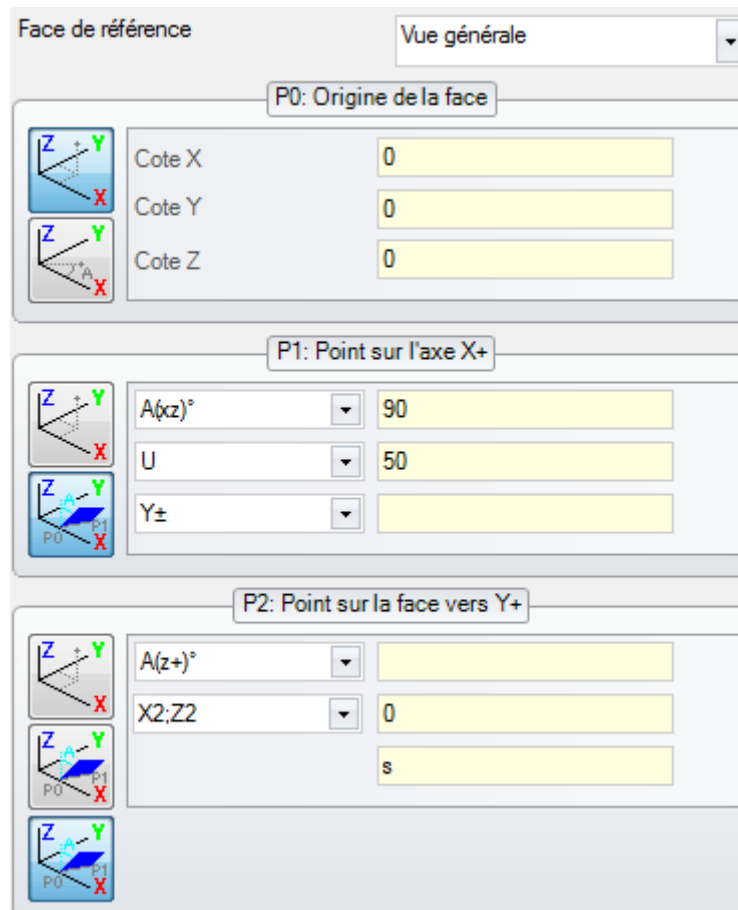 Face de référence Vue générale
P0: Origine de la face
Z Y X
Cote X 0
Cote Y 0
Z Y A X
Cote Z 0
P1: Point sur l'axe X+
Z Y X
A(xz)° 90
U 50
Z A Y P0 P1 X
Y±
P2: Point sur la face vers Y+
Z Y X
A(z+)°
X2;Z2 0
Z A Y P0 P1 X
s
Z A Y P0 P1 X